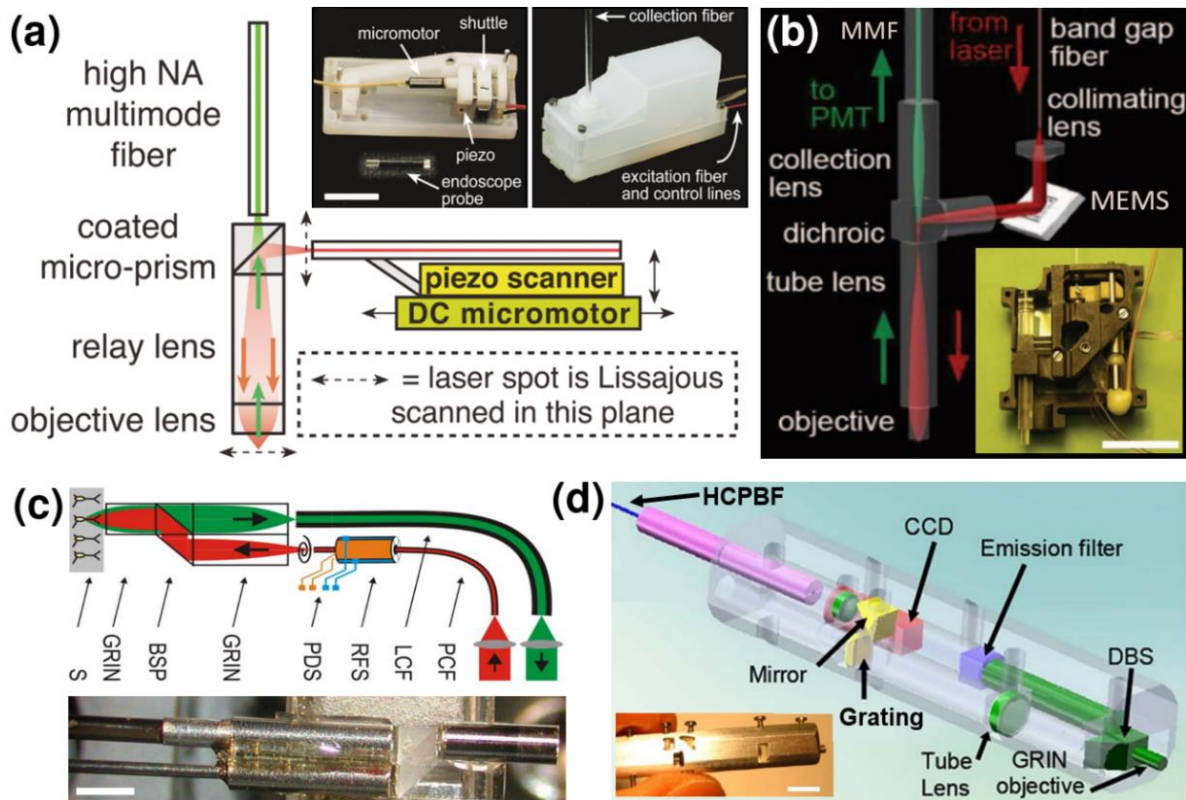 (a)
high NA
multimode
fiber
coated
micro-prism
relay lens
objective lens
micromotor
shuttle
piezo
endoscope
probe
collection fiber
excitation fiber
and control lines
piezo scanner
DC micromotor
= laser spot is Lissajous
scanned in this plane
(b)
MMF
from
laser
band gap
fiber
to
PMT
collimating
lens
collection
lens
MEMS
dichroic
tube lens
objective
(c)
S
GRIN
BSP
GRIN
PDS
RFS
LCF
PCF
(d)
HCPBF
CCD
Emission filter
Mirror
Grating
DBS
Tube
Lens
GRIN
objective